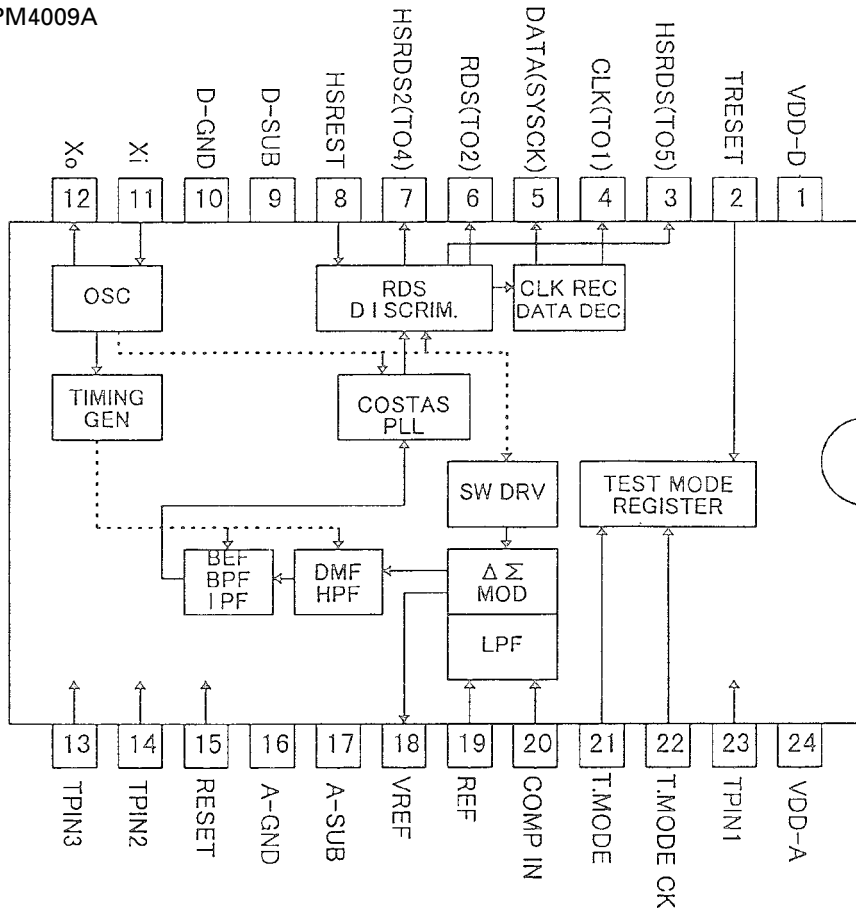 PM4009A
Xo
Xi
D-GND
D-SUB
HSREST
HSRDS2(TO4)
RDS(TO2)
DATA(SYSCK)
CLK(TO1)
HSRDS(TO5)
TRESET
VDD-D
12
11
10
9
8
7
6
5
4
3
2
1
OSC
RDS
DISCRIM.
CLK REC
DATA DEC
TIMING
GEN
COSTAS
PLL
SW DRV
TEST MODE
REGISTER
BEF
BPF
IPF
DMF
HPF
Δ Σ
MOD
LPF
13
14
15
16
17
18
19
20
21
22
23
24
TPIN3
TPIN2
RESET
A-GND
A-SUB
VREF
REF
COMP IN
T.MODE
T.MODE CK
TPIN1
VDD-A